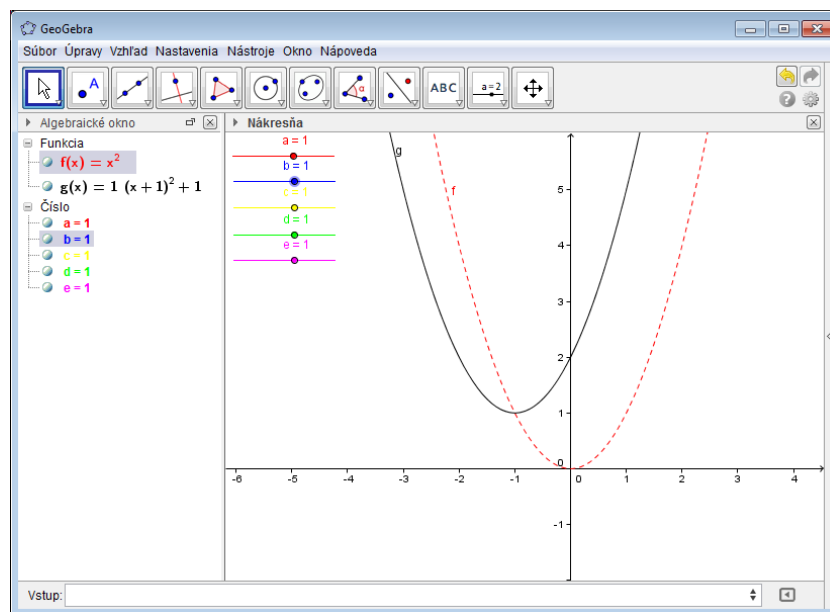 GeoGebra
Súbor Úpravy Vzhľad Nastavenia Nástroje Okno Nápoveda
A
α
ABC
a=2
Algebraické okno
Nákresňa
Funkcia
f(x) = x²
g(x) = 1 (x+1)² + 1
Číslo
a = 1
b = 1
c = 1
d = 1
e = 1
a = 1
b = 1
c = 1
d = 1
e = 1
g
f
5
4
3
2
1
0
-1
-6 -5 -4 -3 -2 -1 0 1 2 3 4
Vstup: